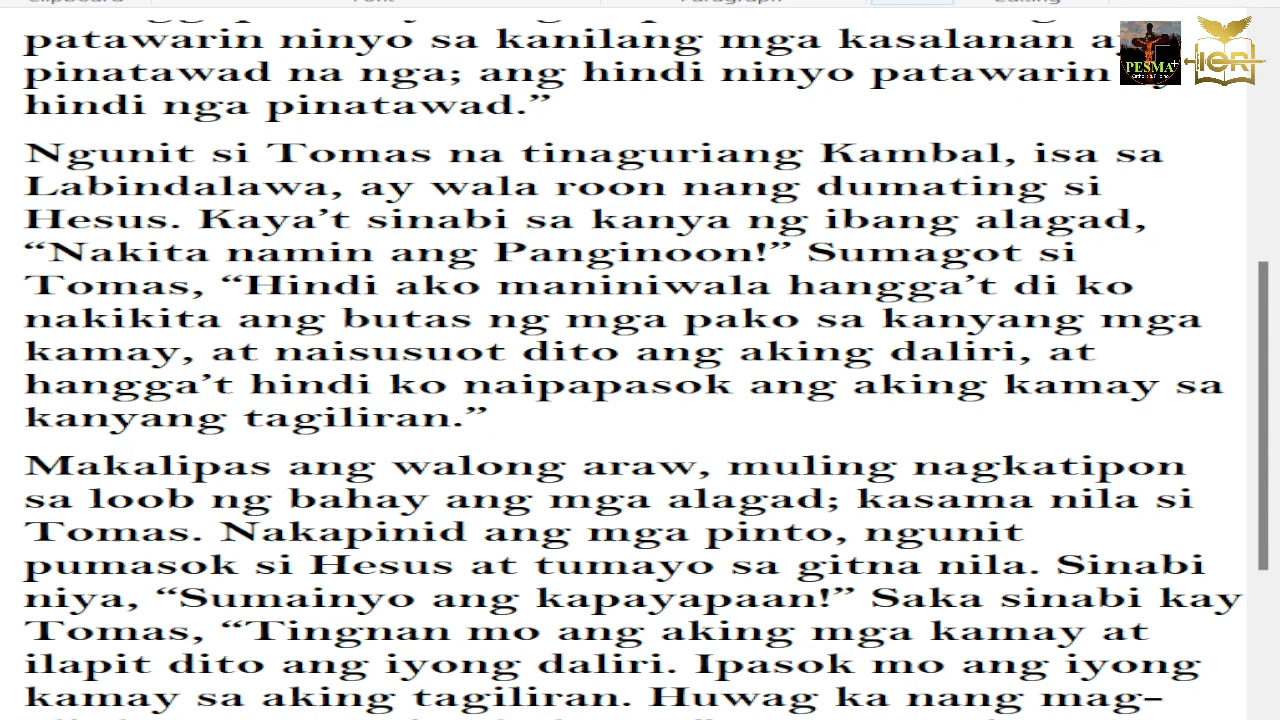 Clipboard Font Paragraph Editing
patawarin ninyo sa kanilang mga kasalanan
pinatawad na nga; ang hindi ninyo patawarin
hindi nga pinatawad.”
Ngunit si Tomas na tinaguriang Kambal, isa sa
Labindalawa, ay wala roon nang dumating si
Hesus. Kaya’t sinabi sa kanya ng ibang alagad,
“Nakita namin ang Panginoon!” Sumagot si
Tomas, “Hindi ako maniniwala hangga’t di ko
nakikita ang butas ng mga pako sa kanyang mga
kamay, at naisusuot dito ang aking daliri, at
hangga’t hindi ko naipapasok ang aking kamay sa
kanyang tagiliran.”
Makalipas ang walong araw, muling nagkatipon
sa loob ng bahay ang mga alagad; kasama nila si
Tomas. Nakapinid ang mga pinto, ngunit
pumasok si Hesus at tumayo sa gitna nila. Sinabi
niya, “Sumainyo ang kapayapaan!” Saka sinabi kay
Tomas, “Tingnan mo ang aking mga kamay at
ilapit dito ang iyong daliri. Ipasok mo ang iyong
kamay sa aking tagiliran. Huwag ka nang mag-
PESMA
ICRI